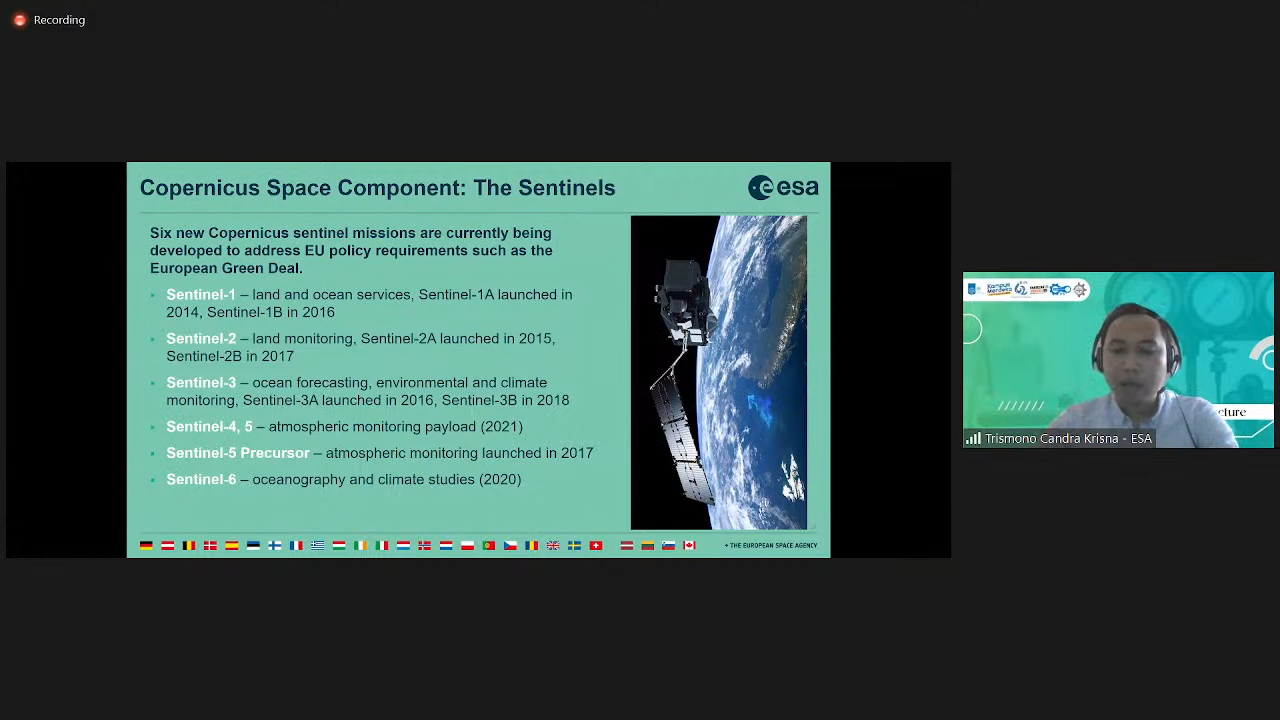 Recording
Copernicus Space Component: The Sentinels
esa
Six new Copernicus sentinel missions are currently being
developed to address EU policy requirements such as the
European Green Deal.
Sentinel-1 – land and ocean services, Sentinel-1A launched in
2014, Sentinel-1B in 2016
Sentinel-2 – land monitoring, Sentinel-2A launched in 2015,
Sentinel-2B in 2017
Sentinel-3 – ocean forecasting, environmental and climate
monitoring, Sentinel-3A launched in 2016, Sentinel-3B in 2018
Sentinel-4, 5 – atmospheric monitoring payload (2021)
Sentinel-5 Precursor – atmospheric monitoring launched in 2017
Sentinel-6 – oceanography and climate studies (2020)
→ THE EUROPEAN SPACE AGENCY
Kampus
Merdeka
cture
Trismono Candra Krisna - ESA